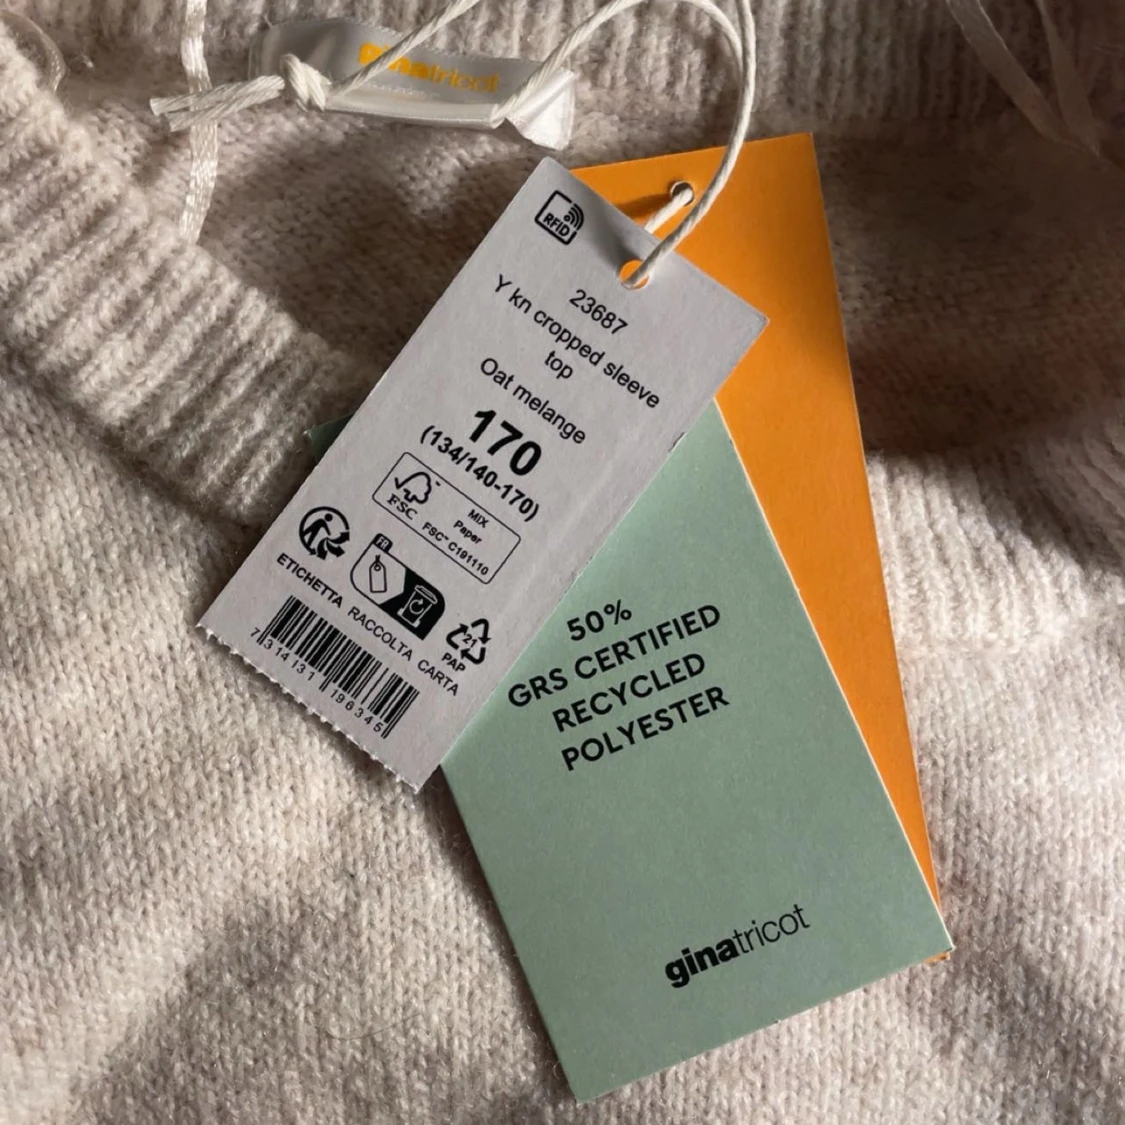 ginatricot
RFID
23687
Y kn cropped sleeve
top
Oat melange
170
(134/140-170)
FSC
MIX
Paper
FSC™ C191110
FR
21
PAP
ETICHETTA RACCOLTA CARTA
7 314131 196345
50%
GRS CERTIFIED
RECYCLED
POLYESTER
ginatricot